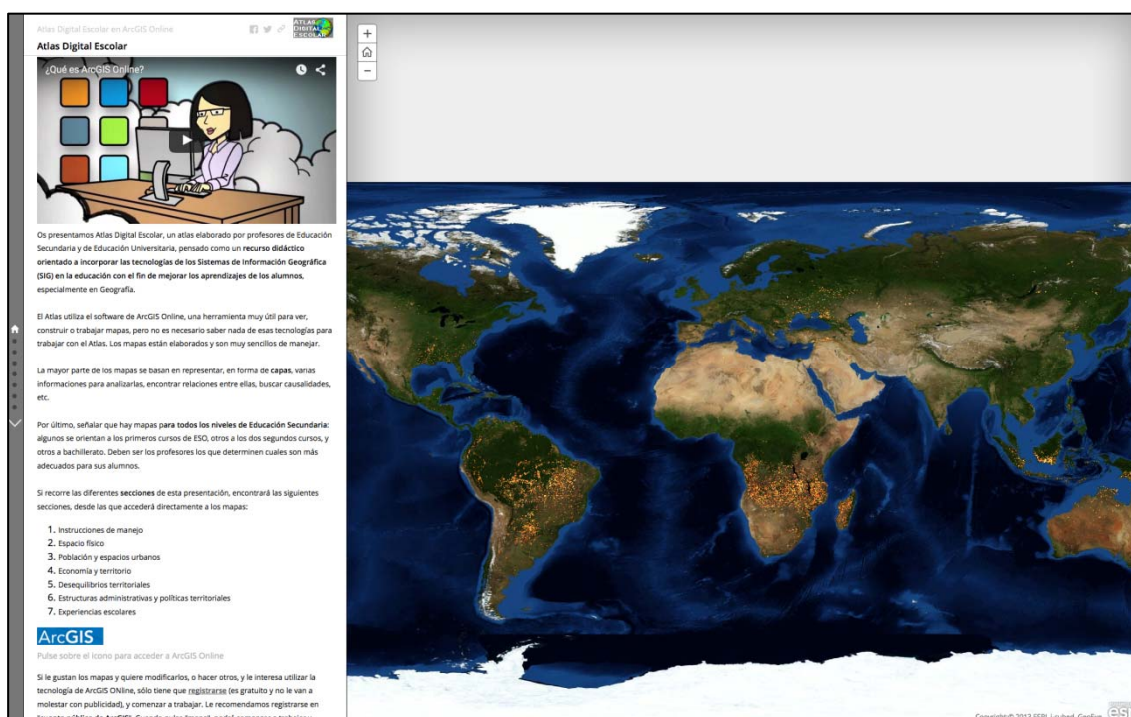 Atlas Digital Escolar en ArcGIS Online
ATLAS
DIGITAL
ESCOLAR
Atlas Digital Escolar
¿Qué es ArcGIS Online?
Os presentamos Atlas Digital Escolar, un atlas elaborado por profesores de Educación
Secundaria y de Educación Universitaria, pensado como un recurso didáctico
orientado a incorporar las tecnologías de los Sistemas de Información Geográfica
(SIG) en la educación con el fin de mejorar los aprendizajes de los alumnos,
especialmente en Geografía.
El Atlas utiliza el software de ArcGIS Online, una herramienta muy útil para ver,
construir o trabajar mapas, pero no es necesario saber nada de esas tecnologías para
trabajar con el Atlas. Los mapas están elaborados y son muy sencillos de manejar.
La mayor parte de los mapas se basan en representar, en forma de capas, varias
informaciones para analizarlas, encontrar relaciones entre ellas, buscar causalidades,
etc.
Por último, señalar que hay mapas para todos los niveles de Educación Secundaria:
algunos se orientan a los primeros cursos de ESO, otros a los dos segundos cursos, y
otros a bachillerato. Deben ser los profesores los que determinen cuales son más
adecuados para sus alumnos.
Si recorre las diferentes secciones de esta presentación, encontrará las siguientes
secciones, desde las que accederá directamente a los mapas:
1. Instrucciones de manejo
2. Espacio físico
3. Población y espacios urbanos
4. Economía y territorio
5. Desequilibrios territoriales
6. Estructuras administrativas y políticas territoriales
7. Experiencias escolares
ArcGIS
Pulse sobre el icono para acceder a ArcGIS Online
Si le gustan los mapas y quiere modificarlos, o hacer otros, y le interesa utilizar la
tecnología de ArcGIS ONline, sólo tiene que registrarse (es gratuito y no le van a
molestar con publicidad), y comenzar a trabajar. Le recomendamos registrarse en
Copyright:© 2013 ESRI, i-cubed, GeoEye
esri